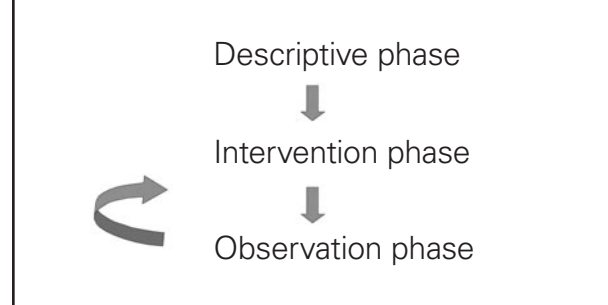 Descriptive phase
Intervention phase
Observation phase